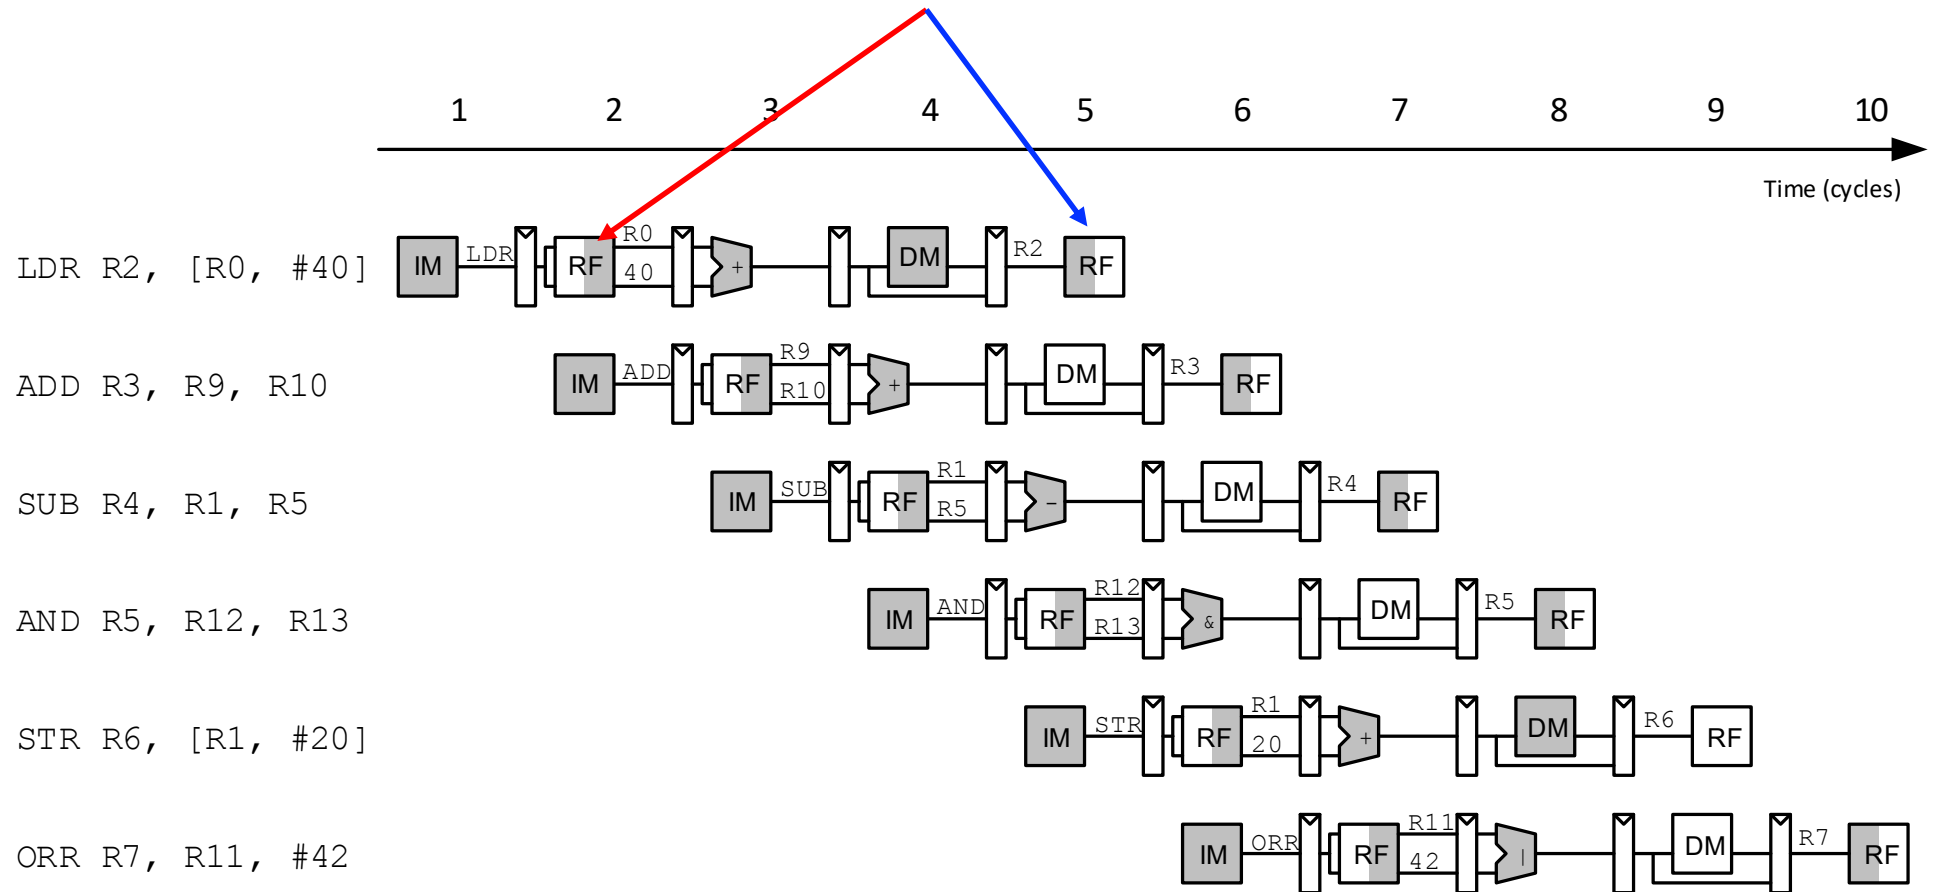 1 2 3 4 5 6 7 8 9 10
Time (cycles)
LDR R2, [R0, #40] IM LDR RF R0 40 + DM R2 RF
ADD R3, R9, R10 IM ADD RF R9 R10 + DM R3 RF
SUB R4, R1, R5 IM SUB RF R1 R5 - DM R4 RF
AND R5, R12, R13 IM AND RF R12 R13 & DM R5 RF
STR R6, [R1, #20] IM STR RF R1 20 + DM R6 RF
ORR R7, R11, #42 IM ORR RF R11 42 | DM R7 RF